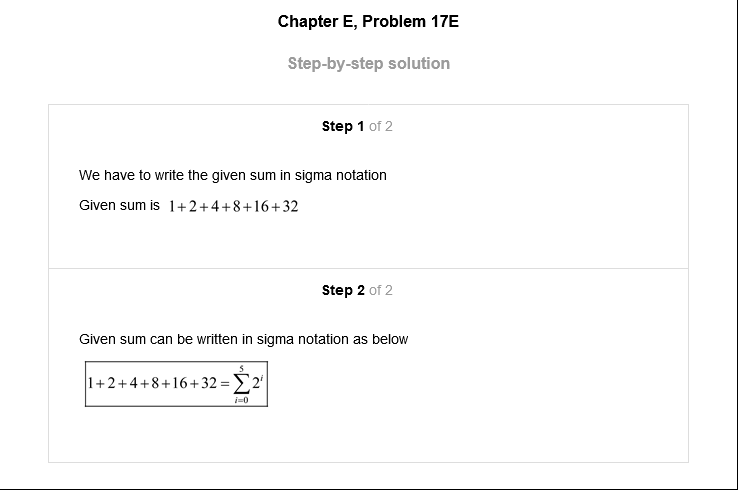 Chapter E, Problem 17E
Step-by-step solution
Step 1 of 2
We have to write the given sum in sigma notation
Given sum is 1+2+4+8+16+32
Step 2 of 2
Given sum can be written in sigma notation as below
1+2+4+8+16+32 = ∑_{i=0}^{5} 2^i